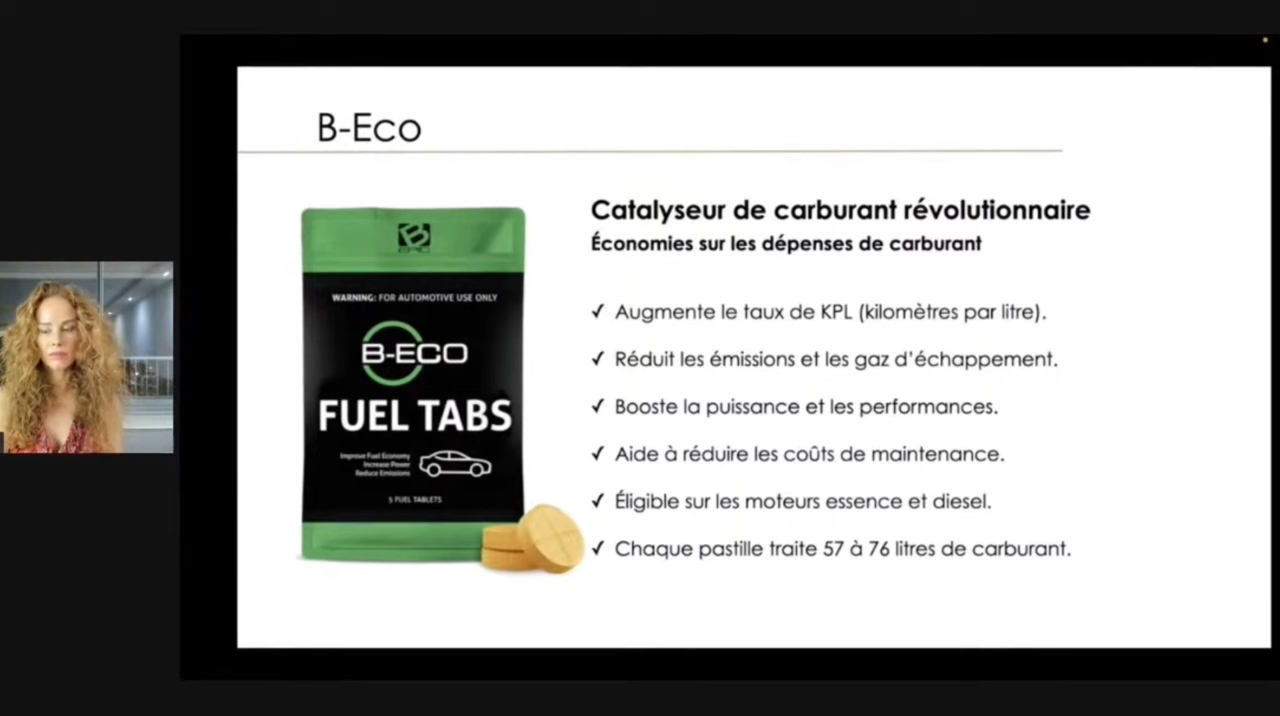 B-Eco
Catalyseur de carburant révolutionnaire
Économies sur les dépenses de carburant
B
EPIC
WARNING: FOR AUTOMOTIVE USE ONLY
B-ECO
FUEL TABS
Improve Fuel Economy
Increase Power
Reduce Emissions
5 FUEL TABLETS
✓ Augmente le taux de KPL (kilomètres par litre).
✓ Réduit les émissions et les gaz d’échappement.
✓ Booste la puissance et les performances.
✓ Aide à réduire les coûts de maintenance.
✓ Éligible sur les moteurs essence et diesel.
✓ Chaque pastille traite 57 à 76 litres de carburant.